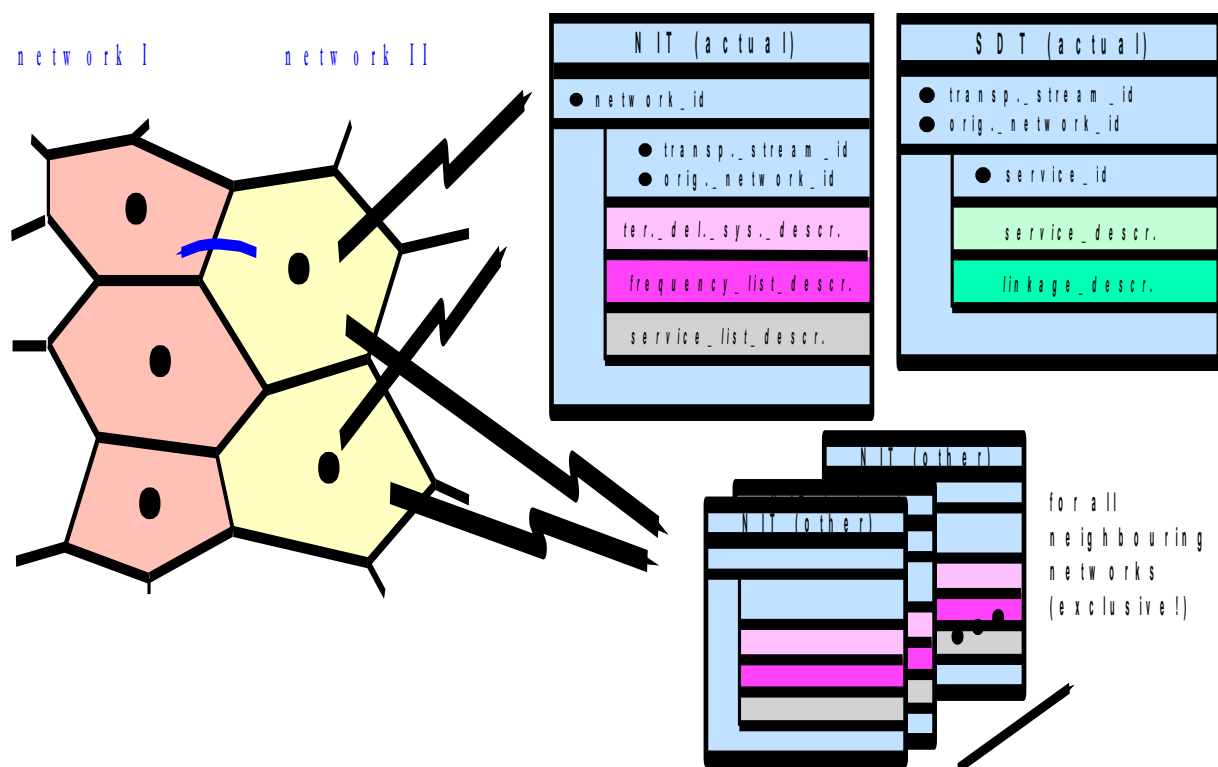 network I
network II
NIT (actual)
network_id
transp._stream_id
orig._network_id
ter._del._sys._descr.
frequency_list_descr.
service_list_descr.
SDT (actual)
transp._stream_id
orig._network_id
service_id
service_descr.
linkage_descr.
NIT (other)
NIT (other)
for all
neighbouring
networks
(exclusive!)